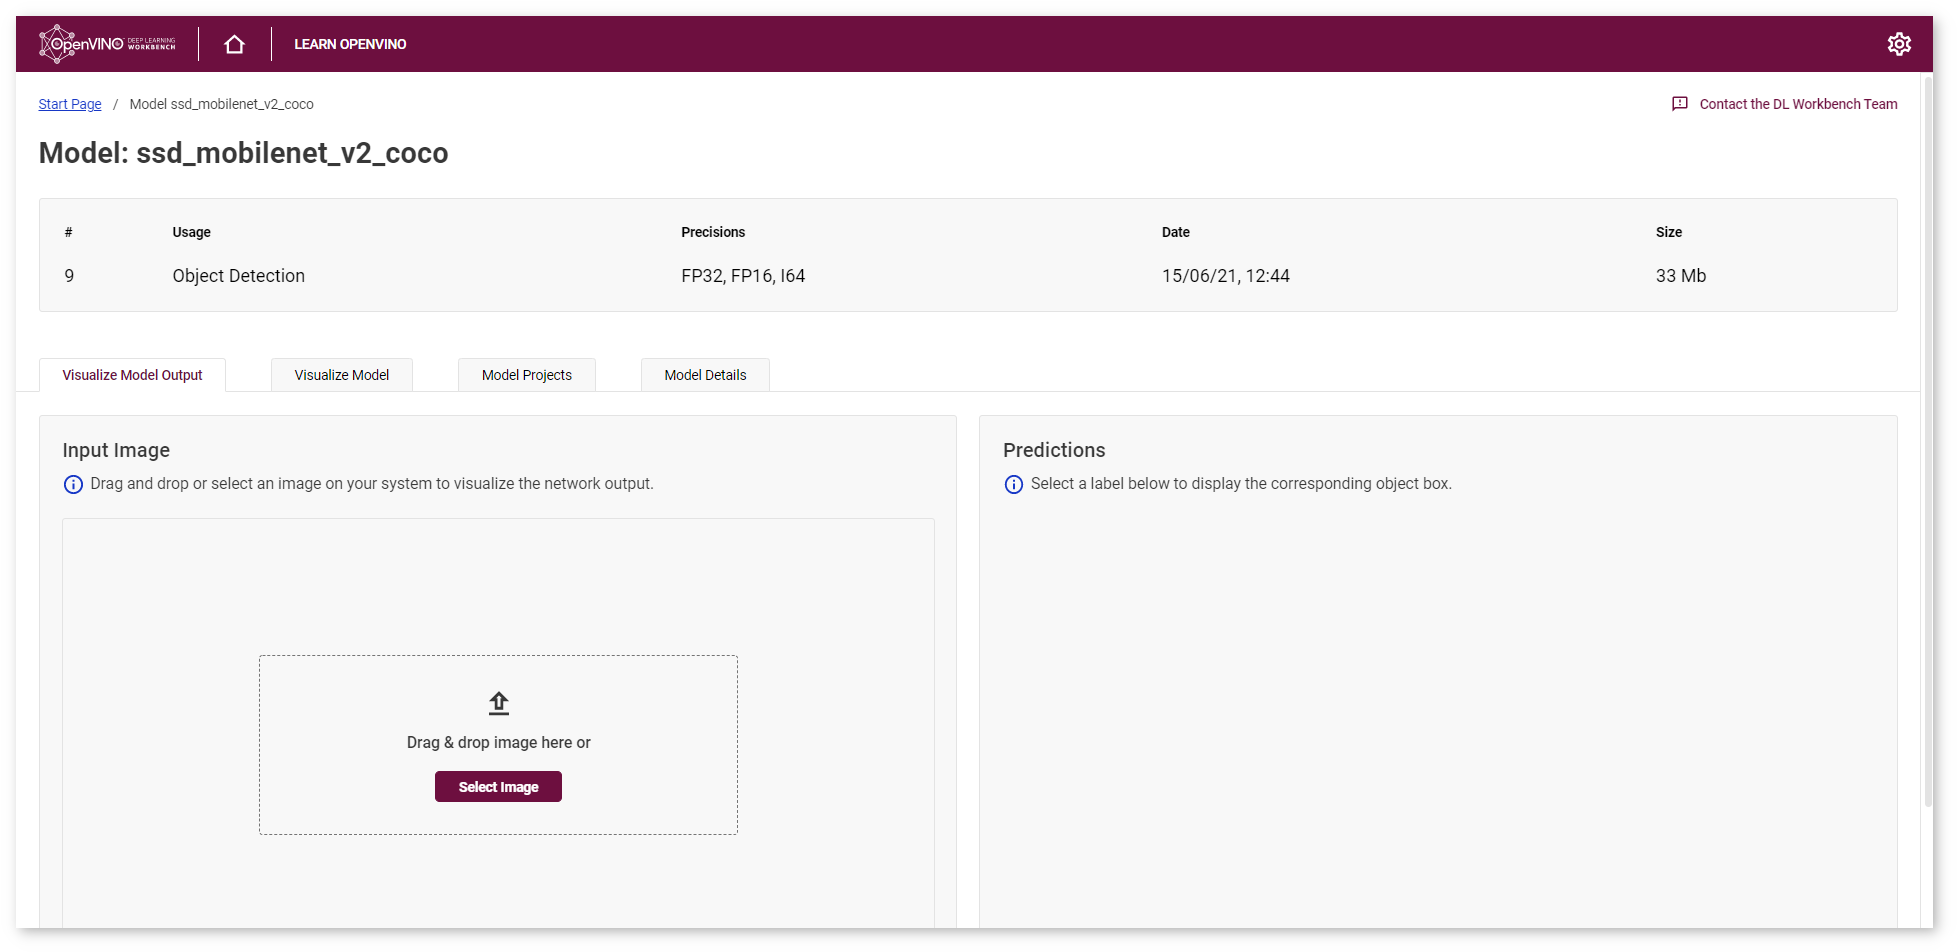 OpenVINO DEEP LEARNING WORKBENCH LEARN OPENVINO
Start Page / Model ssd_mobilenet_v2_coco Contact the DL Workbench Team
Model: ssd_mobilenet_v2_coco
# Usage Precisions Date Size
9 Object Detection FP32, FP16, I64 15/06/21, 12:44 33 Mb
Visualize Model Output Visualize Model Model Projects Model Details
Input Image
Drag and drop or select an image on your system to visualize the network output.
Drag & drop image here or
Select Image
Predictions
Select a label below to display the corresponding object box.